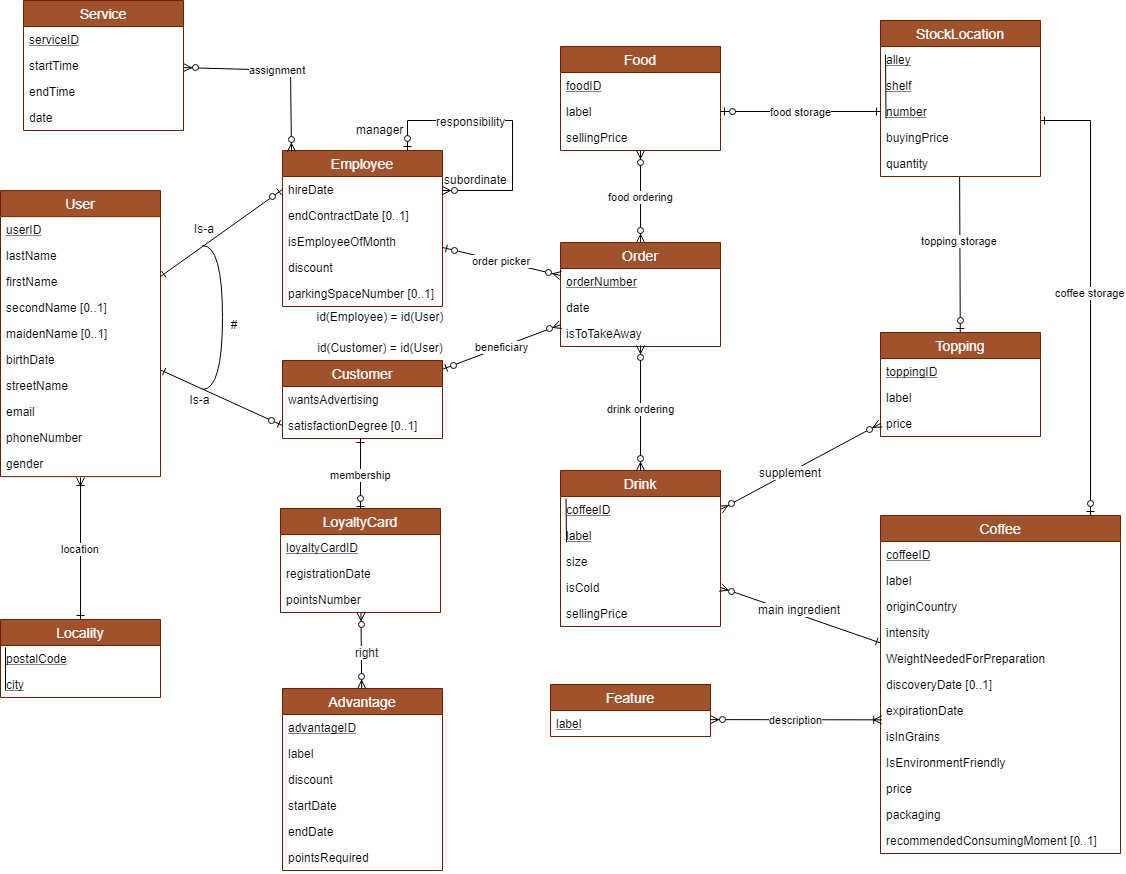 Service
serviceID
startTime
endTime
date
assignment
manager
responsibility
subordinate
Employee
hireDate
endContractDate [0..1]
isEmployeeOfMonth
discount
parkingSpaceNumber [0..1]
id(Employee) = id(User)
User
userID
lastName
firstName
secondName [0..1]
maidenName [0..1]
birthDate
streetName
email
phoneNumber
gender
Is-a
#
Is-a
id(Customer) = id(User)
Customer
wantsAdvertising
satisfactionDegree [0..1]
membership
LoyaltyCard
loyaltyCardID
registrationDate
pointsNumber
right
Advantage
advantageID
label
discount
startDate
endDate
pointsRequired
location
Locality
postalCode
city
Food
foodID
label
sellingPrice
food storage
food ordering
order picker
beneficiary
Order
orderNumber
date
isToTakeAway
drink ordering
Drink
coffeeID
label
size
isCold
sellingPrice
supplement
main ingredient
Feature
label
description
StockLocation
alley
shelf
number
buyingPrice
quantity
topping storage
coffee storage
Topping
toppingID
label
price
Coffee
coffeeID
label
originCountry
intensity
WeightNeededForPreparation
discoveryDate [0..1]
expirationDate
isInGrains
IsEnvironmentFriendly
price
packaging
recommendedConsumingMoment [0..1]